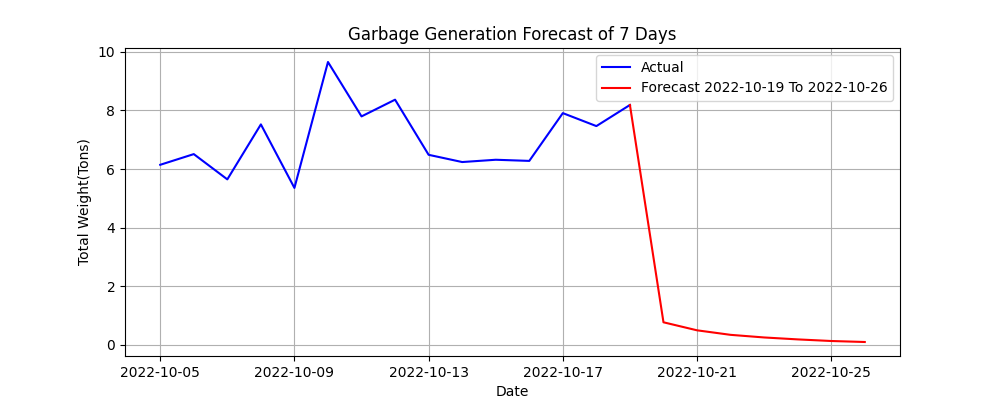 Garbage Generation Forecast of 7 Days
Actual
Forecast 2022-10-19 To 2022-10-26
Total Weight(Tons)
10
8
6
4
2
0
2022-10-05 2022-10-09 2022-10-13 2022-10-17 2022-10-21 2022-10-25
Date